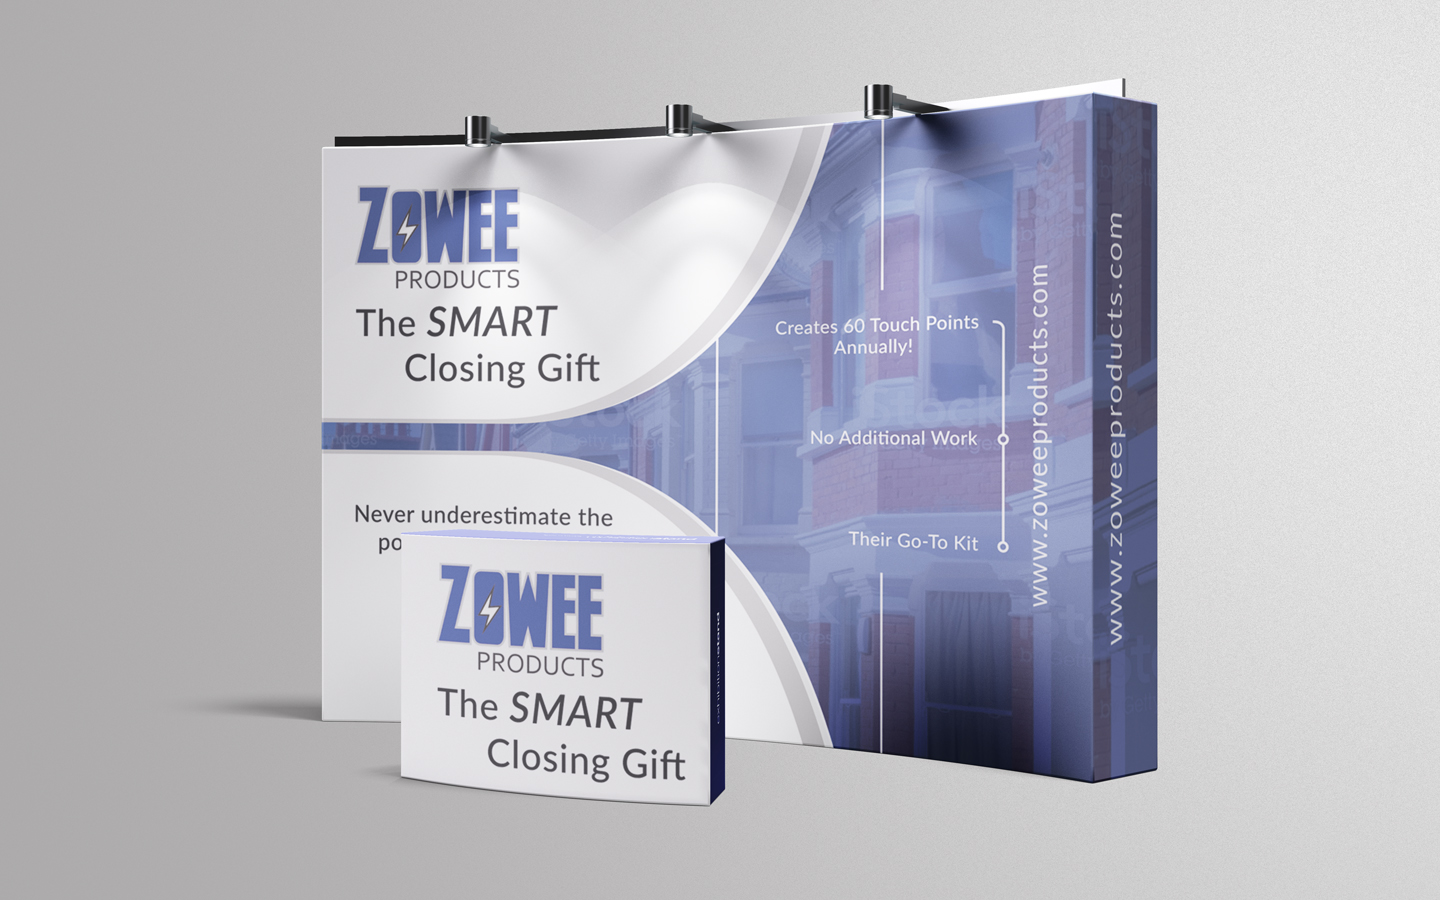 ZOWEE
PRODUCTS
The SMART
Closing Gift
Never underestimate the
Creates 60 Touch Points
Annually!
No Additional Work
Their Go-To Kit
www.zoweeproducts.com
www.zoweeproducts.com
ZOWEE
PRODUCTS
The SMART
Closing Gift